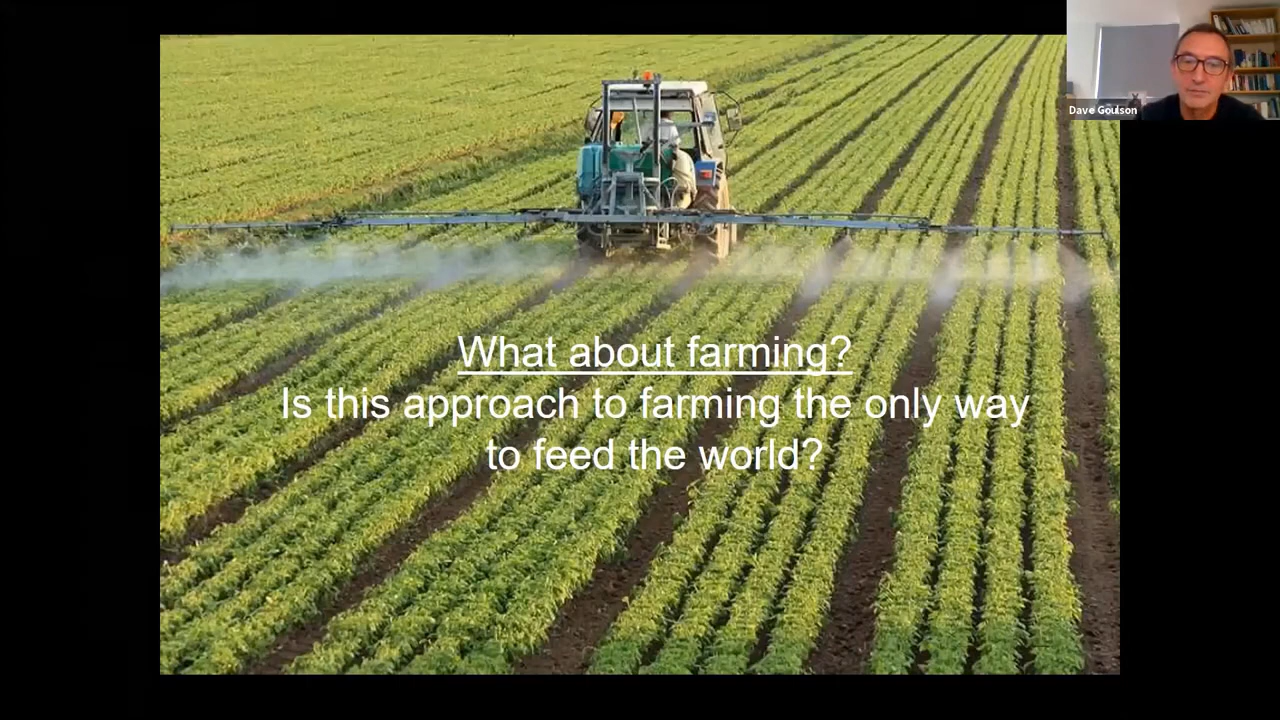 Dave Goulson
What about farming?
Is this approach to farming the only way
to feed the world?